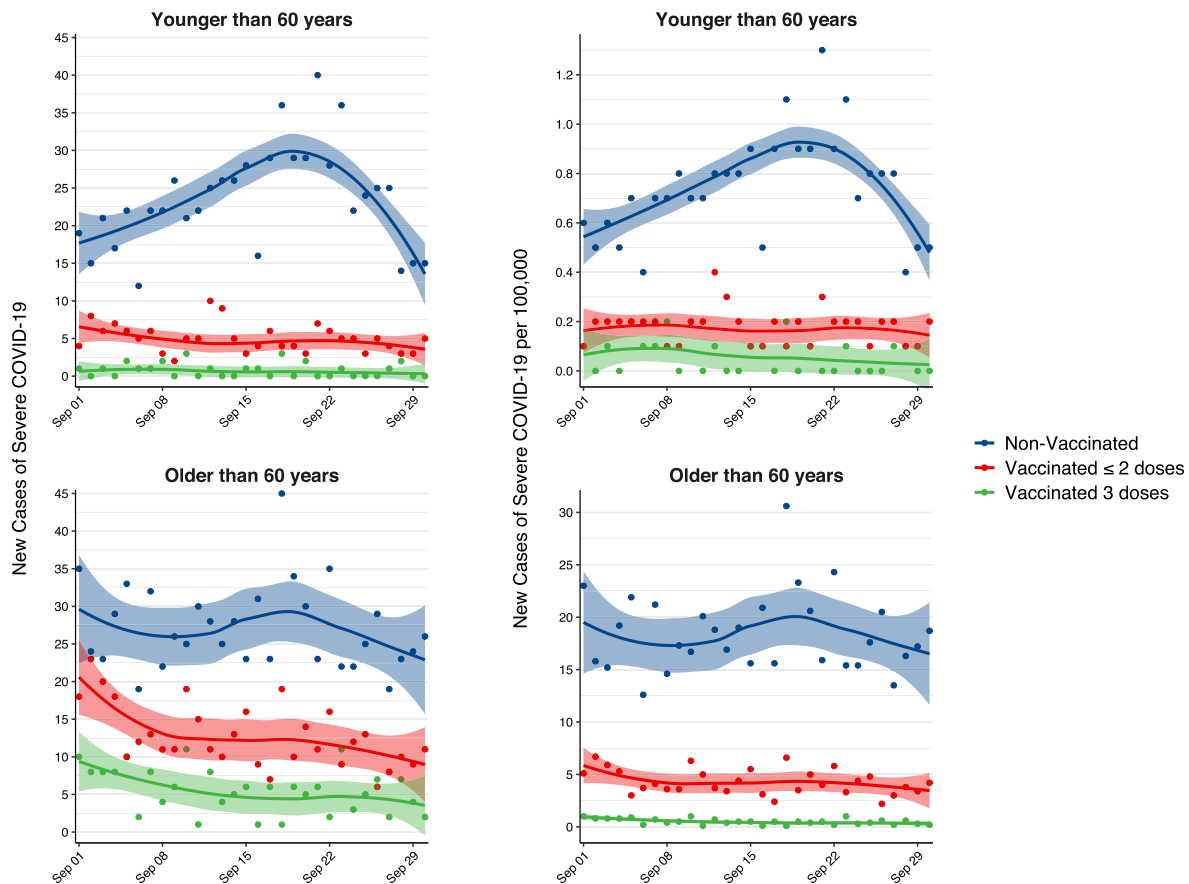 Younger than 60 years
45
40
35
30
25
20
15
10
5
0
Sep 01
Sep 08
Sep 15
Sep 22
Sep 29
Younger than 60 years
1.2
1.0
0.8
0.6
0.4
0.2
0.0
Sep 01
Sep 08
Sep 15
Sep 22
Sep 29
New Cases of Severe COVID-19
New Cases of Severe COVID-19 per 100,000
Older than 60 years
45
40
35
30
25
20
15
10
5
0
Sep 01
Sep 08
Sep 15
Sep 22
Sep 29
Older than 60 years
30
25
20
15
10
5
0
Sep 01
Sep 08
Sep 15
Sep 22
Sep 29
Non-Vaccinated
Vaccinated ≤ 2 doses
Vaccinated 3 doses